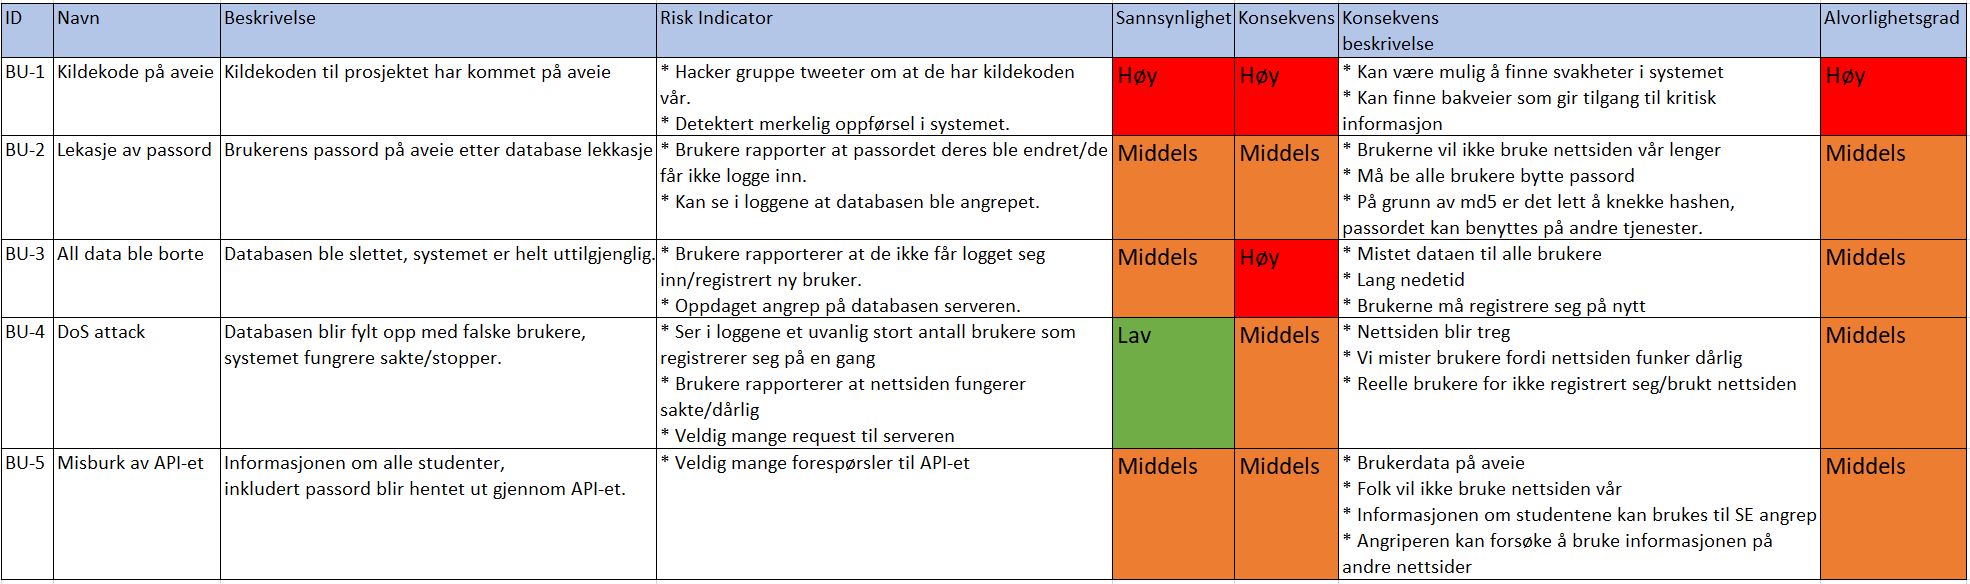 ID
Navn
Beskrivelse
Risk Indicator
Sannsynlighet
Konsekvens
Konsekvens
beskrivelse
Alvorlighetsgrad
BU-1
Kildekode på aveie
Kildekoden til prosjektet har kommet på aveie
* Hacker gruppe tweeter om at de har kildekoden
vår.
* Detektert merkelig oppførsel i systemet.
Høy
Høy
* Kan være mulig å finne svakheter i systemet
* Kan finne bakveier som gir tilgang til kritisk
informasjon
Høy
BU-2
Lekasje av passord
Brukerens passord på aveie etter database lekkasje
* Brukere rapporter at passordet deres ble endret/de
får ikke logge inn.
* Kan se i loggene at databasen ble angrepet.
Middels
Middels
* Brukerne vil ikke bruke nettsiden vår lenger
* Må be alle brukere bytte passord
* På grunn av md5 er det lett å knekke hashen,
passordet kan benyttes på andre tjenester.
Middels
BU-3
All data ble borte
Databasen ble slettet, systemet er helt uttilgjenglig.
* Brukere rapporterer at de ikke får logget seg
inn/registrert ny bruker.
* Oppdaget angrep på databasen serveren.
Middels
Høy
* Mistet dataen til alle brukere
* Lang nedetid
* Brukerne må registrere seg på nytt
Middels
BU-4
DoS attack
Databasen blir fylt opp med falske brukere,
systemet fungrere sakte/stopper.
* Ser i loggene et uvanlig stort antall brukere som
registrerer seg på en gang
* Brukere rapporterer at nettsiden fungerer
sakte/dårlig
* Veldig mange request til serveren
Lav
Middels
* Nettsiden blir treg
* Vi mister brukere fordi nettsiden funker dårlig
* Reelle brukere for ikke registrert seg/brukt nettsiden
Middels
BU-5
Misburk av API-et
Informasjonen om alle studenter,
inkludert passord blir hentet ut gjennom API-et.
* Veldig mange forespørsler til API-et
Middels
Middels
* Brukerdata på aveie
* Folk vil ikke bruke nettsiden vår
* Informasjonen om studentene kan brukes til SE angrep
* Angriperen kan forsøke å bruke informasjonen på
andre nettsider
Middels